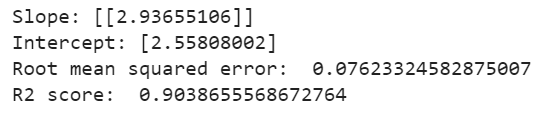 Slope: [[2.93655106]]
Intercept: [2.55808002]
Root mean squared error:  0.07623324582875007
R2 score:  0.9038655568672764